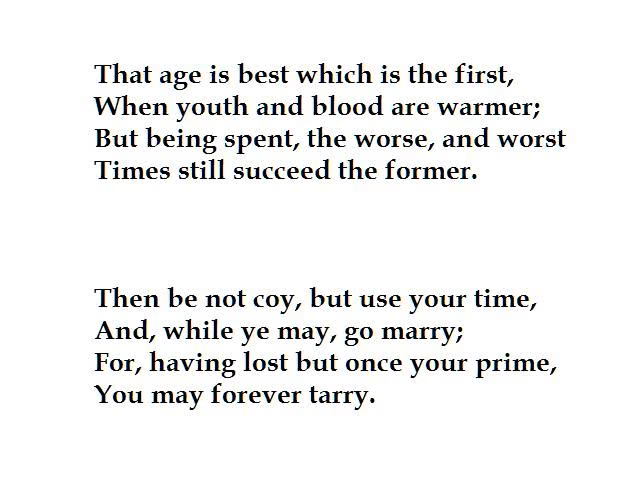 That age is best which is the first,
When youth and blood are warmer;
But being spent, the worse, and worst
Times still succeed the former.
Then be not coy, but use your time,
And, while ye may, go marry;
For, having lost but once your prime,
You may forever tarry.